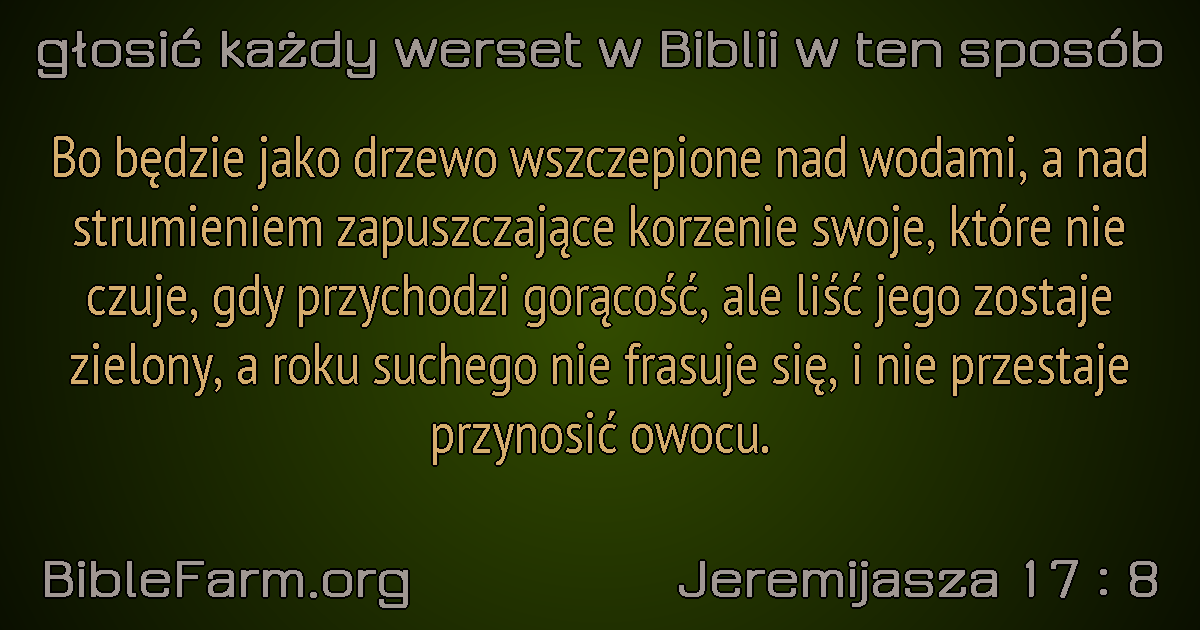 głosić każdy werset w Biblii w ten sposób
Bo będzie jako drzewo wszczepione nad wodami, a nad
strumieniem zapuszczające korzenie swoje, które nie
czuje, gdy przychodzi gorącość, ale liść jego zostaje
zielony, a roku suchego nie frasuje się, i nie przestaje
przynosić owocu.
BibleFarm.org
Jeremijasza 17 : 8